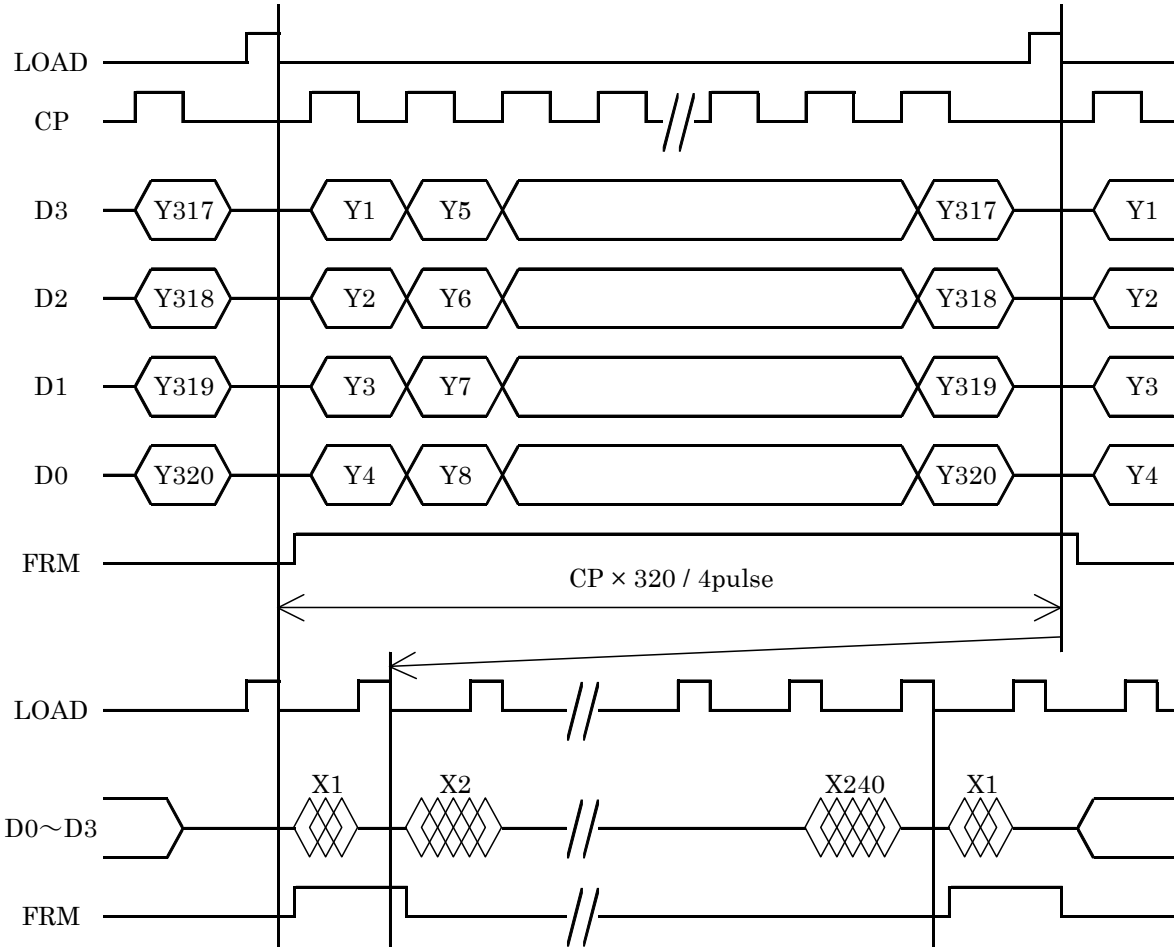 LOAD
CP
D3 Y317 Y1 Y5 Y317 Y1
D2 Y318 Y2 Y6 Y318 Y2
D1 Y319 Y3 Y7 Y319 Y3
D0 Y320 Y4 Y8 Y320 Y4
FRM
CP × 320 / 4pulse
LOAD
X1 X2 X240 X1
D0～D3
FRM